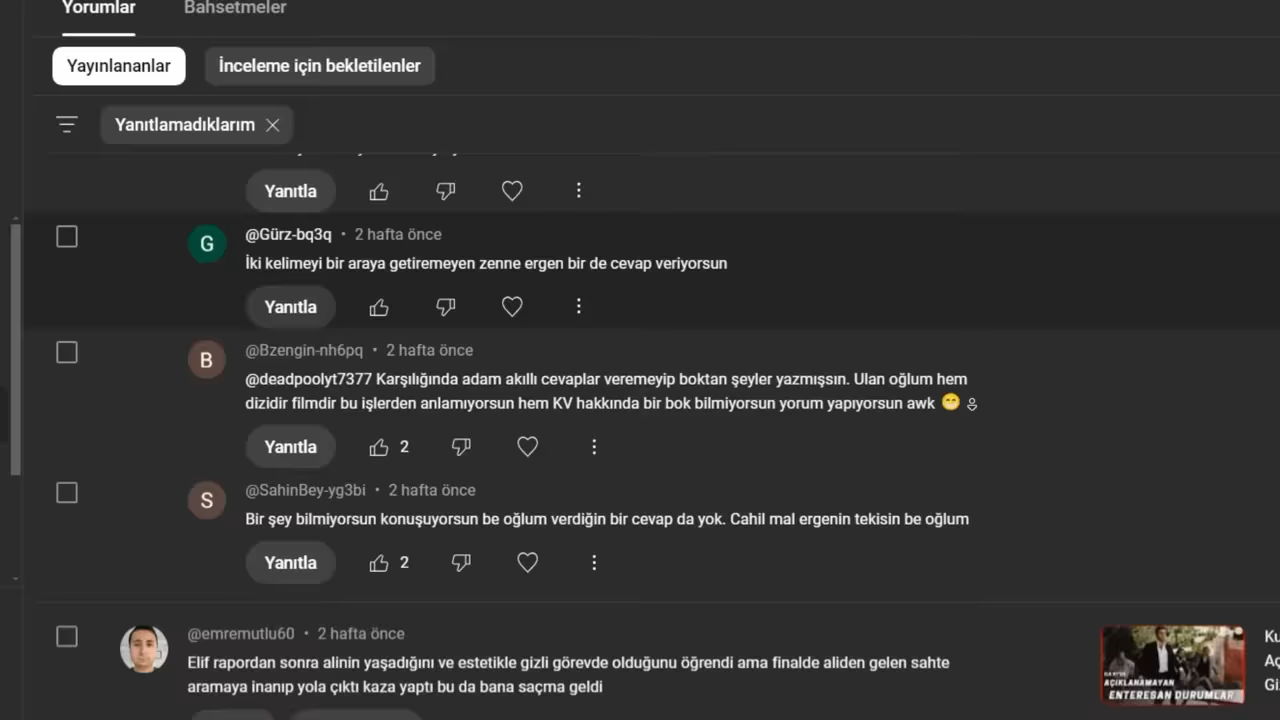 Yorumlar
Bahsetmeler
Yayınlananlar
İnceleme için bekletilenler
Yanıtlamadıklarım
Yanıtla
G
@Gürz-bq3q • 2 hafta önce
İki kelimeyi bir araya getiremeyen zenne ergen bir de cevap veriyorsun
Yanıtla
B
@Bzengin-nh6pq • 2 hafta önce
@deadpoolyt7377 Karşılığında adam akıllı cevaplar veremeyip boktan şeyler yazmışsın. Ulan oğlum hem
dizidir filmdir bu işlerden anlamıyorsun hem KV hakkında bir bok bilmiyorsun yorum yapıyorsun awk 😁
Yanıtla 2
S
@SahinBey-yg3bi • 2 hafta önce
Bir şey bilmiyorsun konuşuyorsun be oğlum verdiğin bir cevap da yok. Cahil mal ergenin tekisin be oğlum
Yanıtla 2
@emremutlu60 • 2 hafta önce
Elif rapordan sonra alinin yaşadığını ve estetikle gizli görevde olduğunu öğrendi ama finalde aliden gelen sahte
aramaya inanıp yola çıktı kaza yaptı bu da bana saçma geldi
AÇIKLANAMAYAN
ENTERESAN DURUMLAR
Ku
Aç
Gi